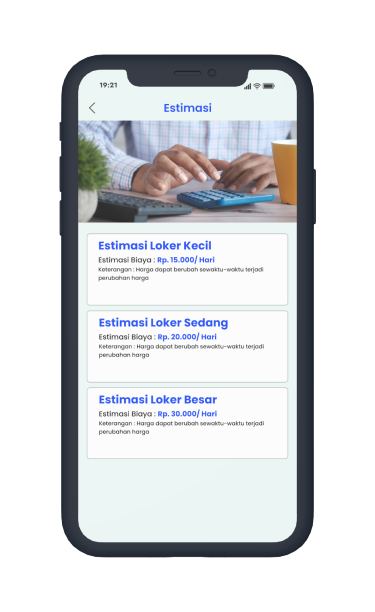 19:21
Estimasi
Estimasi Loker Kecil
Estimasi Biaya : Rp. 15.000/ Hari
Keterangan : Harga dapat berubah sewaktu-waktu terjadi
perubahan harga
Estimasi Loker Sedang
Estimasi Biaya : Rp. 20.000/ Hari
Keterangan : Harga dapat berubah sewaktu-waktu terjadi
perubahan harga
Estimasi Loker Besar
Estimasi Biaya : Rp. 30.000/ Hari
Keterangan : Harga dapat berubah sewaktu-waktu terjadi
perubahan harga